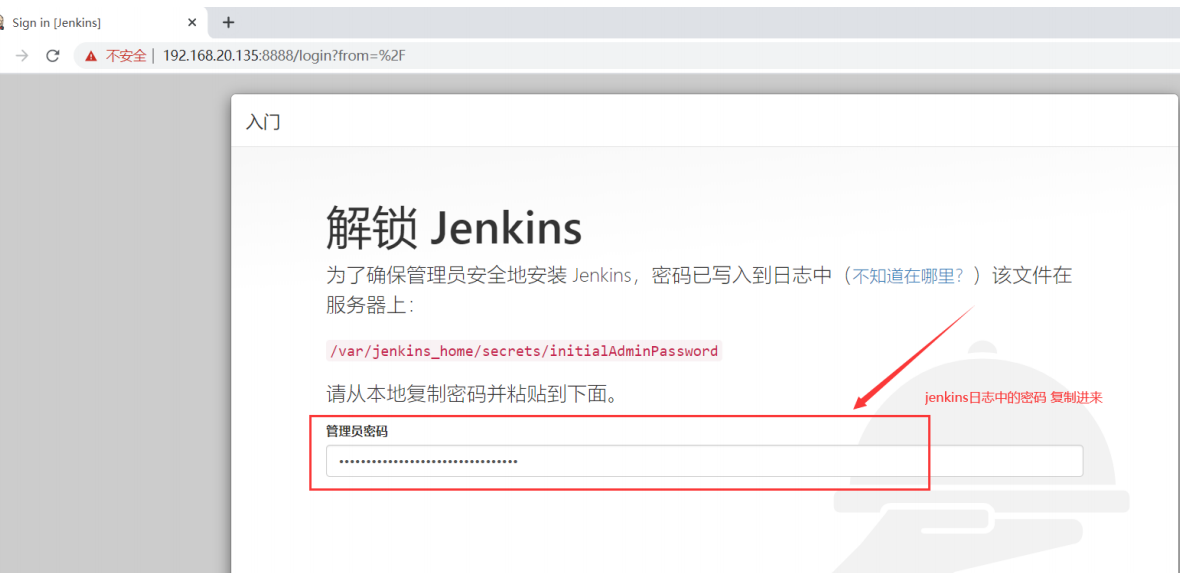 Sign in [Jenkins]
不安全 | 192.168.20.135:8888/login?from=%2F
入门
解锁 Jenkins
为了确保管理员安全地安装 Jenkins，密码已写入到日志中（不知道在哪里？）该文件在
服务器上：
/var/jenkins_home/secrets/initialAdminPassword
请从本地复制密码并粘贴到下面。
jenkins日志中的密码 复制进来
管理员密码